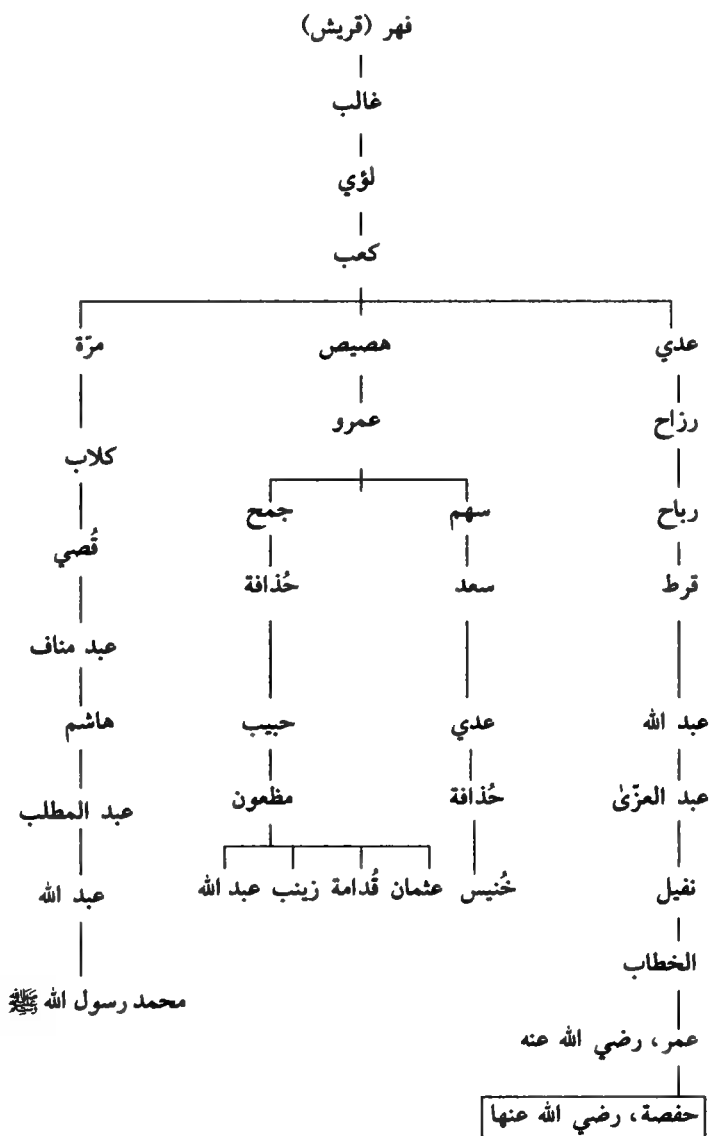 فهر (قريش)
غالب
لؤي
كعب
عدي هصيص مرّة
رزاح عمرو
كلاب
رباح سهم جمح
قُصي
قرط سعد حُذافة
عبد مناف
عبد الله عدي حبيب هاشم
عبد العزّىٰ حُذافة مظعون عبد المطلب
نفيل خُنيس عثمان قُدامة زينب عبد الله عبد الله
الخطاب
محمد رسول الله ﷺ
عمر، رضي الله عنه
حفصة، رضي الله عنها